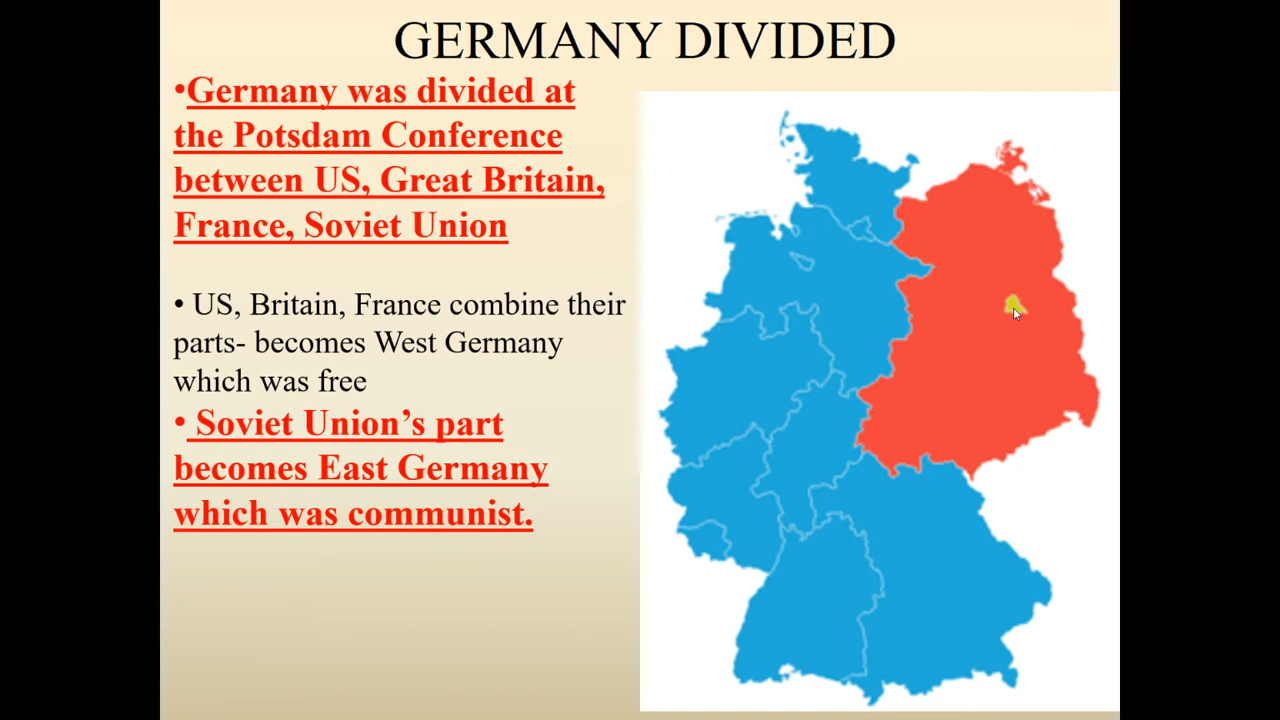 GERMANY DIVIDED
•Germany was divided at
the Potsdam Conference
between US, Great Britain,
France, Soviet Union
• US, Britain, France combine their
parts- becomes West Germany
which was free
• Soviet Union’s part
becomes East Germany
which was communist.